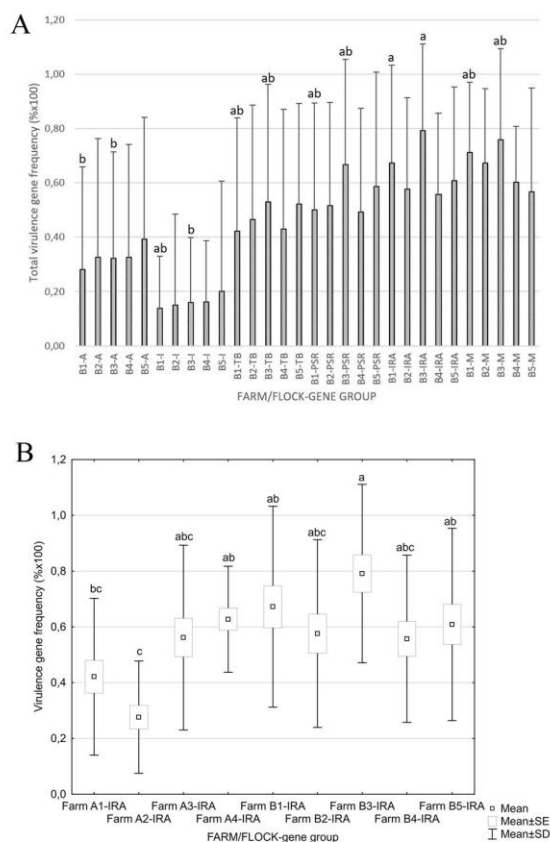 A
1,20
1,00
0,80
0,60
0,40
0,20
0,00
Total virulence gene frequency (%x100)
b
b
ab
b
ab
ab
ab
ab
a
a
ab
ab
B1-A
B2-A
B3-A
B4-A
B5-A
B1-I
B2-I
B3-I
B4-I
B5-I
B1-TB
B2-TB
B3-TB
B4-TB
B5-TB
B1-PSR
B2-PSR
B3-PSR
B4-PSR
B5-PSR
B1-IRA
B2-IRA
B3-IRA
B4-IRA
B5-IRA
B1-M
B2-M
B3-M
B4-M
B5-M
FARM/FLOCK-GENE GROUP
B
1,2
1,0
0,8
0,6
0,4
0,2
0,0
Virulence gene frequency (%x100)
bc
c
abc
ab
ab
abc
a
abc
ab
Farm A1-IRA
Farm A3-IRA
Farm B1-IRA
Farm B3-IRA
Farm B5-IRA
Farm A2-IRA
Farm A4-IRA
Farm B2-IRA
Farm B4-IRA
FARM/FLOCK-gene group
Mean
Mean±SE
Mean±SD